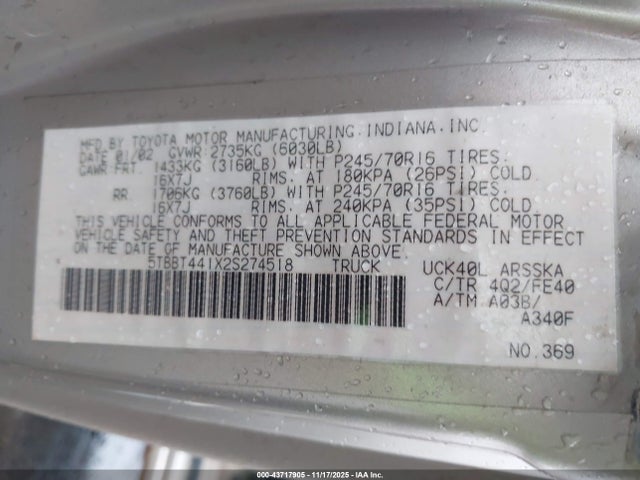 MFD.BY TOYOTA MOTOR MANUFACTURING.INDIANA.INC.
DATE 01/02 GVWR 2735KG (6030LB)
GAWR FRT. 1433KG (3160LB) WITH P245/70R16 TIRES.
16X7J RIMS. AT 180KPA (26PSI) COLD.
RR. 1706KG (3760LB) WITH P245/70R16 TIRES.
16X7J RIMS. AT 240KPA (35PSI) COLD.
THIS VEHICLE CONFORMS TO ALL APPLICABLE FEDERAL MOTOR
VEHICLE SAFETY AND THEFT PREVENTION STANDARDS IN EFFECT
ON THE DATE OF MANUFACTURE SHOWN ABOVE.
5TBBT441X2S274518 TRUCK UCK40L ARSSKA
C/TR 4Q2/FE40
A/TM A03B/
A340F
NO.369
000-43717905 - 11/17/2025 - IAA Inc.